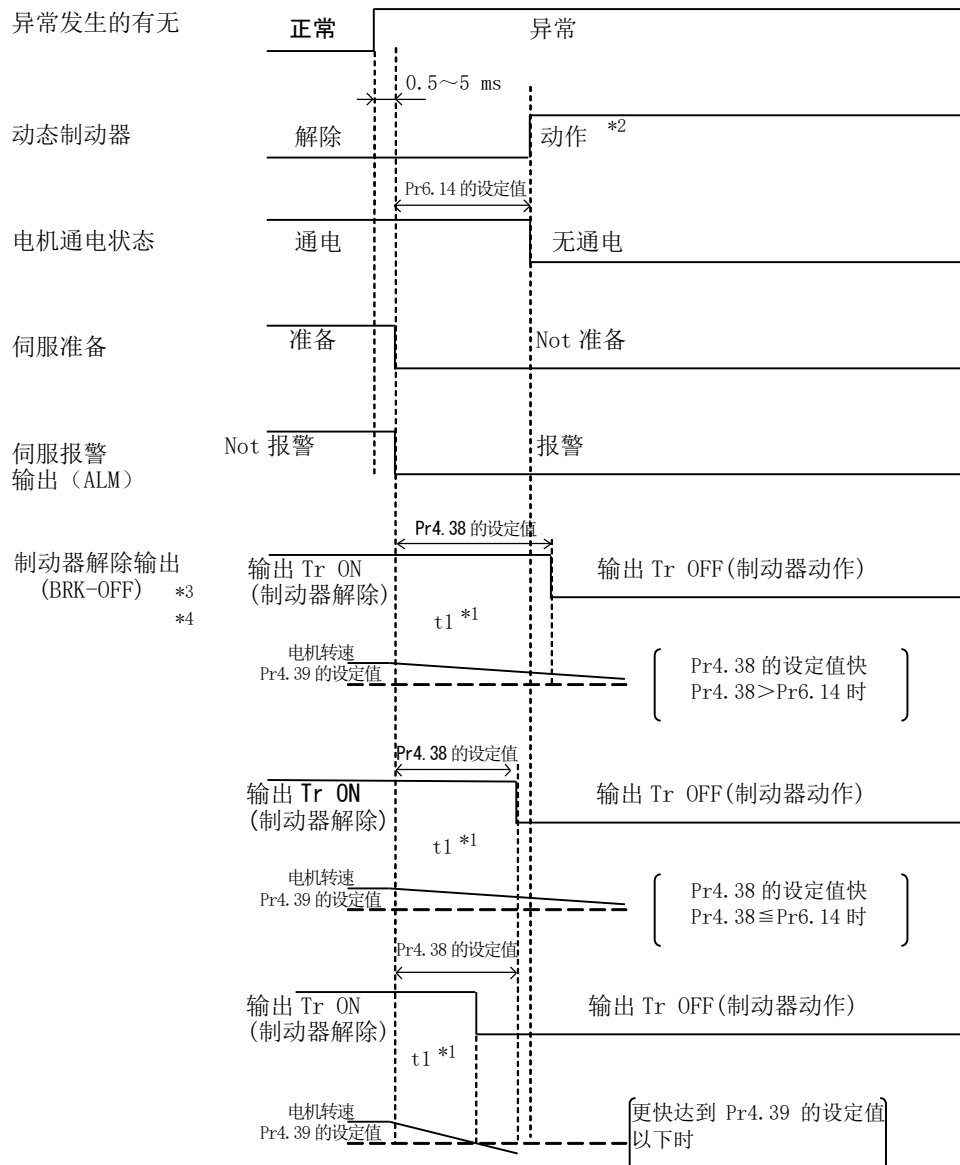 异常发生的有无
正常
异常
0.5～5 ms
动态制动器
解除
动作 *2
Pr6.14 的设定值
电机通电状态
通电
无通电
伺服准备
准备
Not 准备
伺服报警
输出（ALM）
Not 报警
报警
Pr4.38 的设定值
制动器解除输出
(BRK-OFF) *3
*4
输出 Tr ON
(制动器解除)
输出 Tr OFF(制动器动作)
t1 *1
电机转速
Pr4.39 的设定值
Pr4.38 的设定值快
Pr4.38＞Pr6.14 时
Pr4.38 的设定值
输出 Tr ON
(制动器解除)
输出 Tr OFF(制动器动作)
t1 *1
电机转速
Pr4.39 的设定值
Pr4.38 的设定值快
Pr4.38≦Pr6.14 时
Pr4.38 的设定值
输出 Tr ON
(制动器解除)
输出 Tr OFF(制动器动作)
t1 *1
电机转速
Pr4.39 的设定值
更快达到 Pr4.39 的设定值
以下时